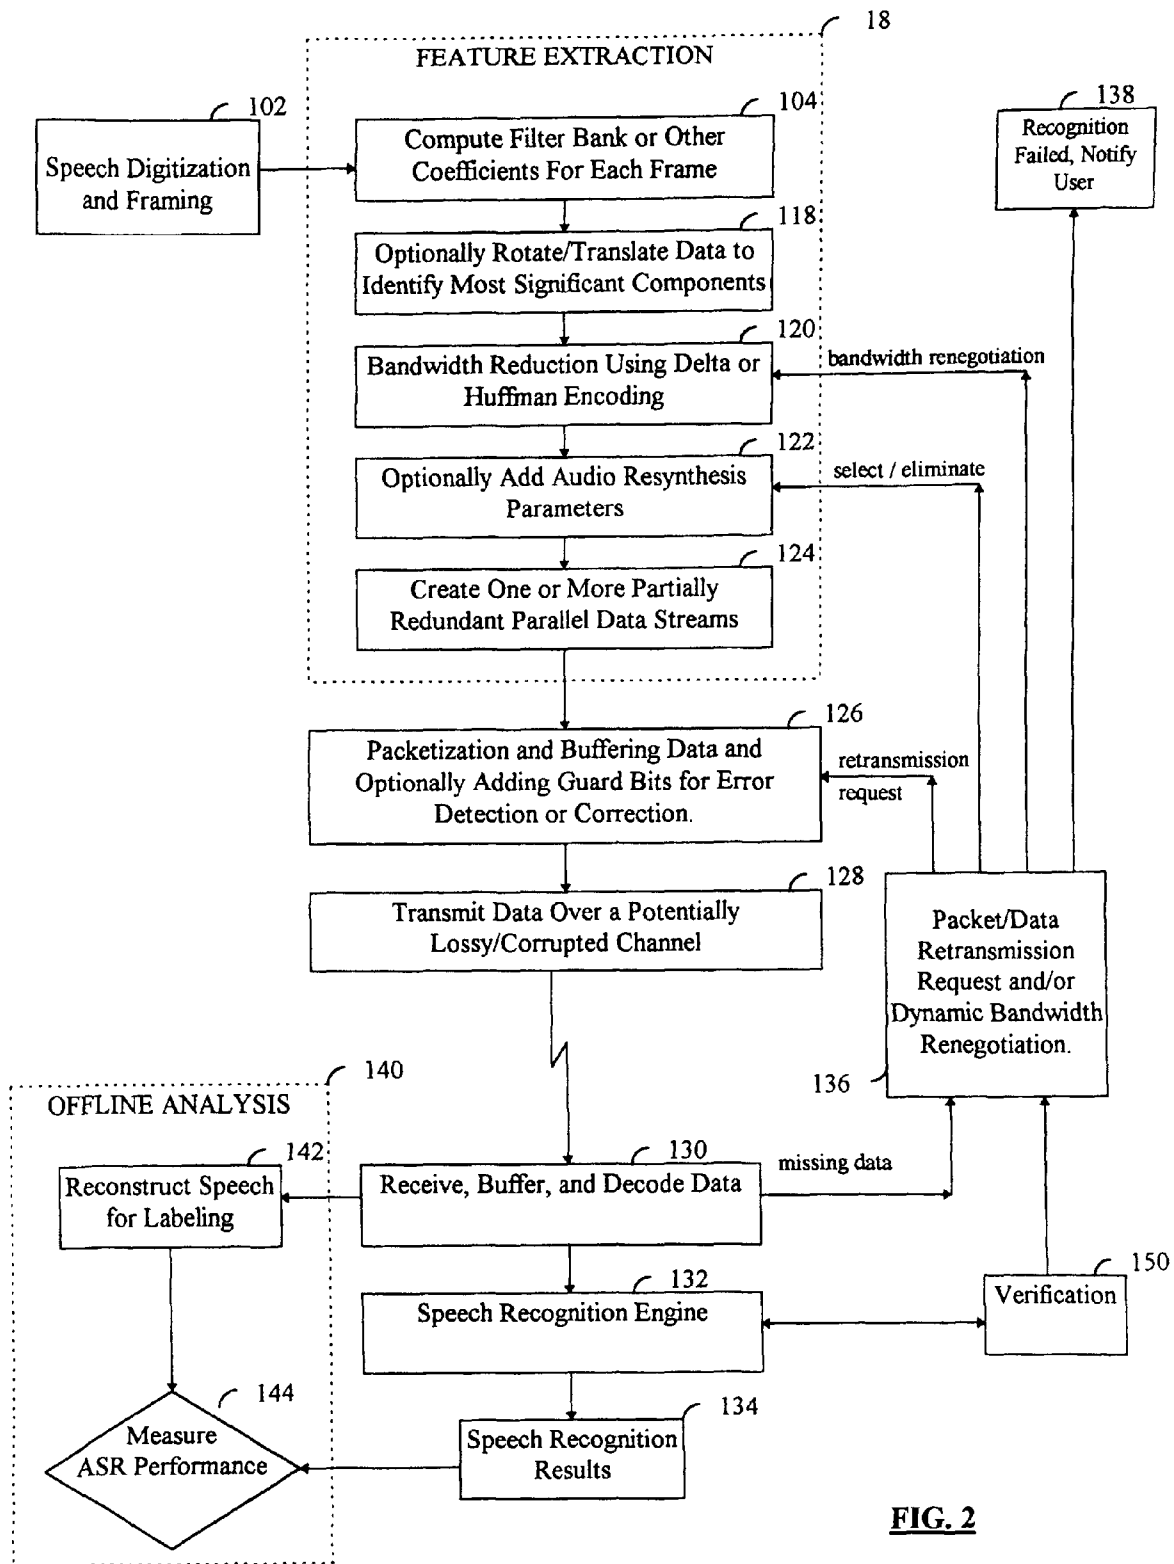 18
FEATURE EXTRACTION
102
Speech Digitization
and Framing
104
Compute Filter Bank or Other
Coefficients For Each Frame
138
Recognition
Failed, Notify
User
118
Optionally Rotate/Translate Data to
Identify Most Significant Components
120
Bandwidth Reduction Using Delta or
Huffman Encoding
bandwidth renegotiation
122
Optionally Add Audio Resynthesis
Parameters
select / eliminate
124
Create One or More Partially
Redundant Parallel Data Streams
126
Packetization and Buffering Data and
Optionally Adding Guard Bits for Error
Detection or Correction.
retransmission
request
128
Transmit Data Over a Potentially
Lossy/Corrupted Channel
Packet/Data
Retransmission
Request and/or
Dynamic Bandwidth
Renegotiation.
136
140
OFFLINE ANALYSIS
142
Reconstruct Speech
for Labeling
130
Receive, Buffer, and Decode Data
missing data
132
Speech Recognition Engine
150
Verification
144
Measure
ASR Performance
134
Speech Recognition
Results
FIG. 2